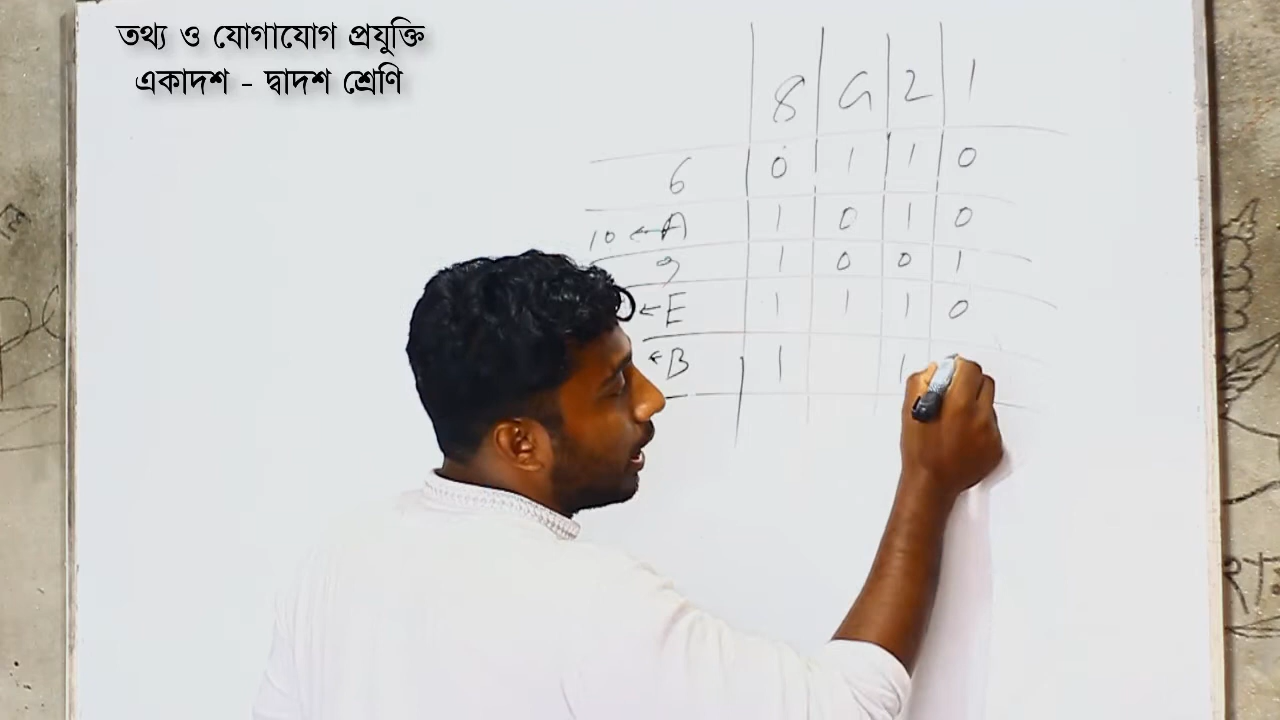 তথ্য ও যোগাযোগ প্রযুক্তি
একাদশ - দ্বাদশ শ্রেণি
8 4 2 1
6 0 1 1 0
10 ← A 1 0 1 0
9 1 0 0 1
← E 1 1 1 0
← B 1 1